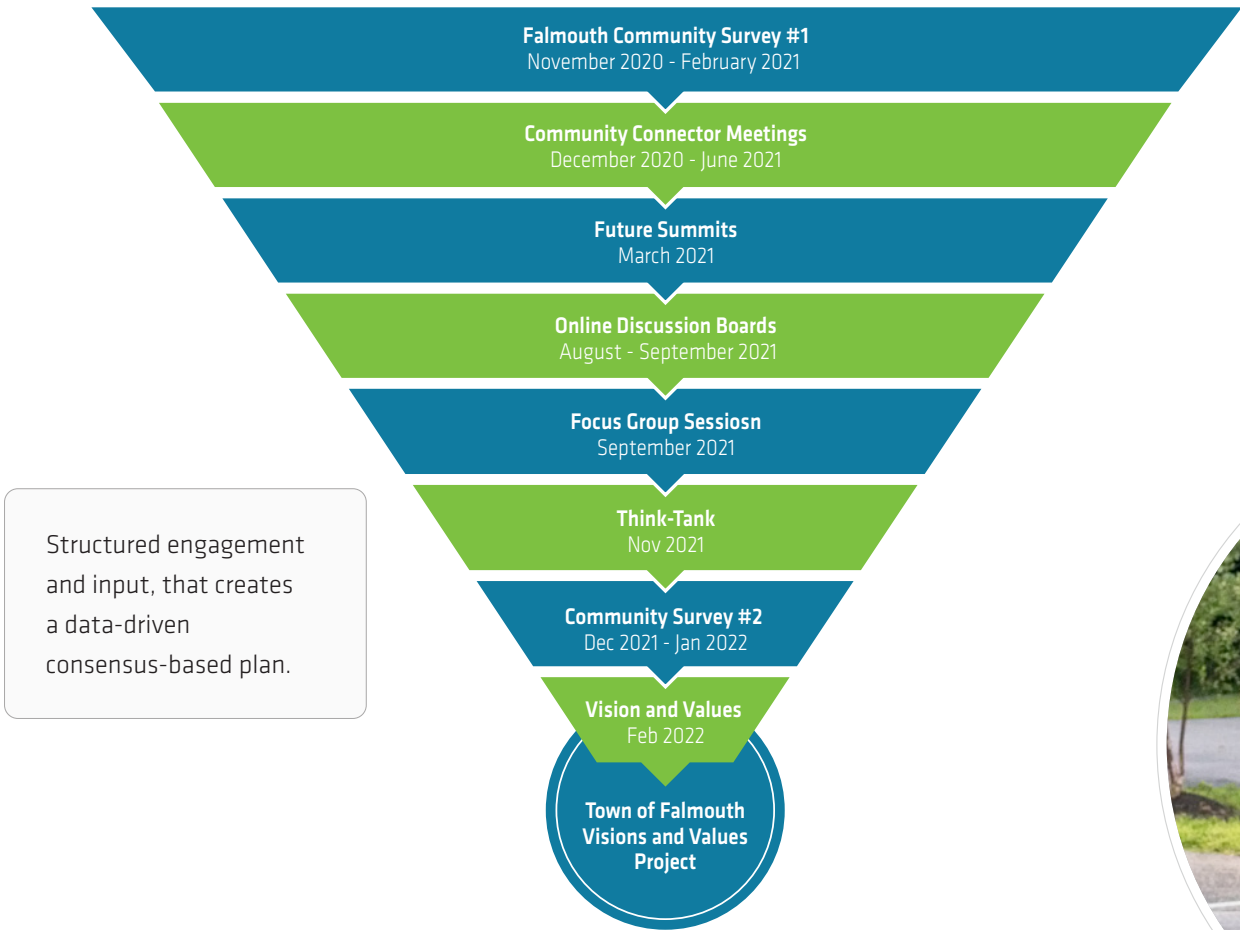 Falmouth Community Survey #1
November 2020 - February 2021
Community Connector Meetings
December 2020 - June 2021
Future Summits
March 2021
Online Discussion Boards
August - September 2021
Focus Group Sessiosn
September 2021
Think-Tank
Nov 2021
Community Survey #2
Dec 2021 - Jan 2022
Vision and Values
Feb 2022
Town of Falmouth
Visions and Values
Project
Structured engagement
and input, that creates
a data-driven
consensus-based plan.